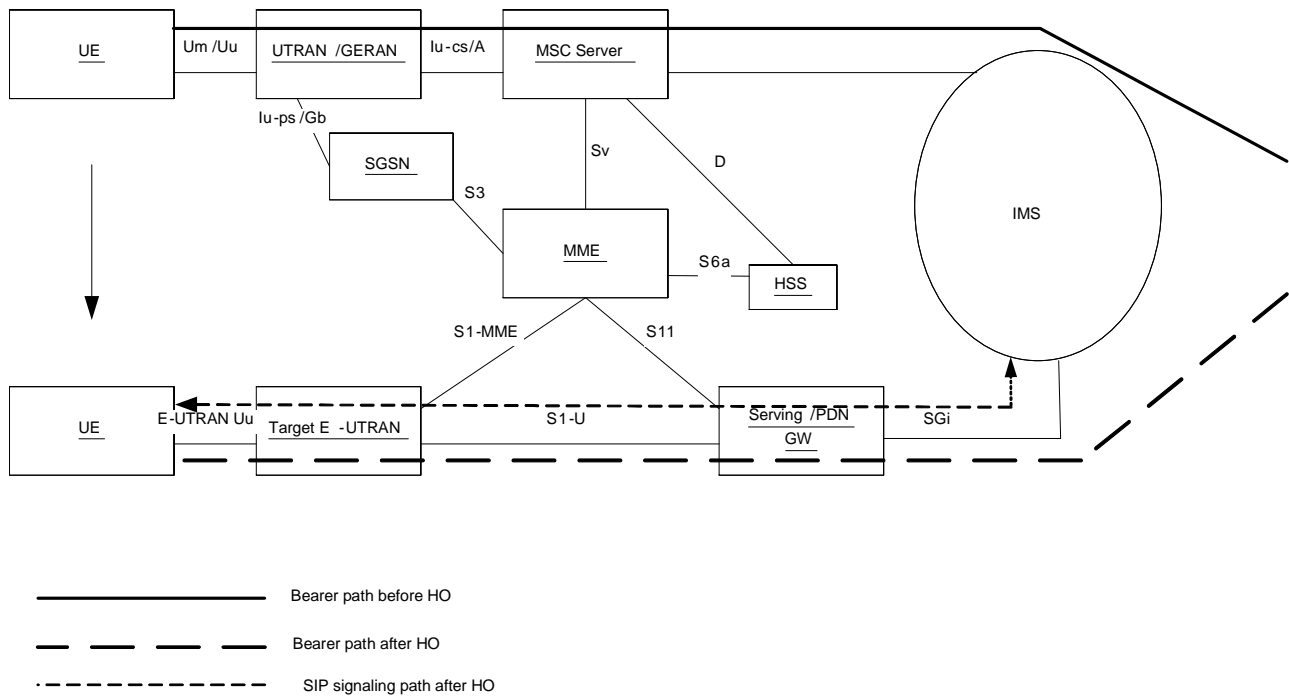 UE
Um /Uu
UTRAN /GERAN
Iu-cs/A
MSC Server
Iu-ps /Gb
SGSN
Sv
D
S3
MME
S6a
HSS
IMS
S1-MME
S11
UE
E-UTRAN Uu
Target E -UTRAN
S1-U
Serving /PDN
GW
SGi
Bearer path before HO
Bearer path after HO
SIP signaling path after HO